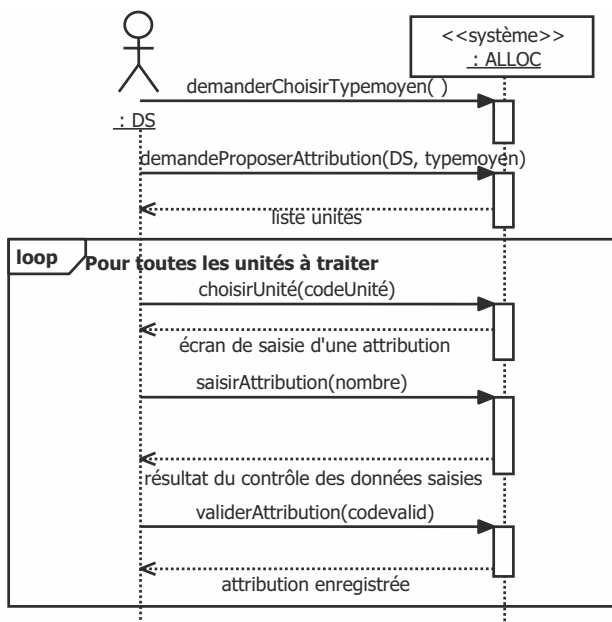 <<système>>
: ALLOC
demanderChoisirTypemoyen( )
: DS
demandeProposerAttribution(DS, typemoyen)
liste unités
loop
Pour toutes les unités à traiter
choisirUnité(codeUnité)
écran de saisie d'une attribution
saisirAttribution(nombre)
résultat du contrôle des données saisies
validerAttribution(codevalid)
attribution enregistrée